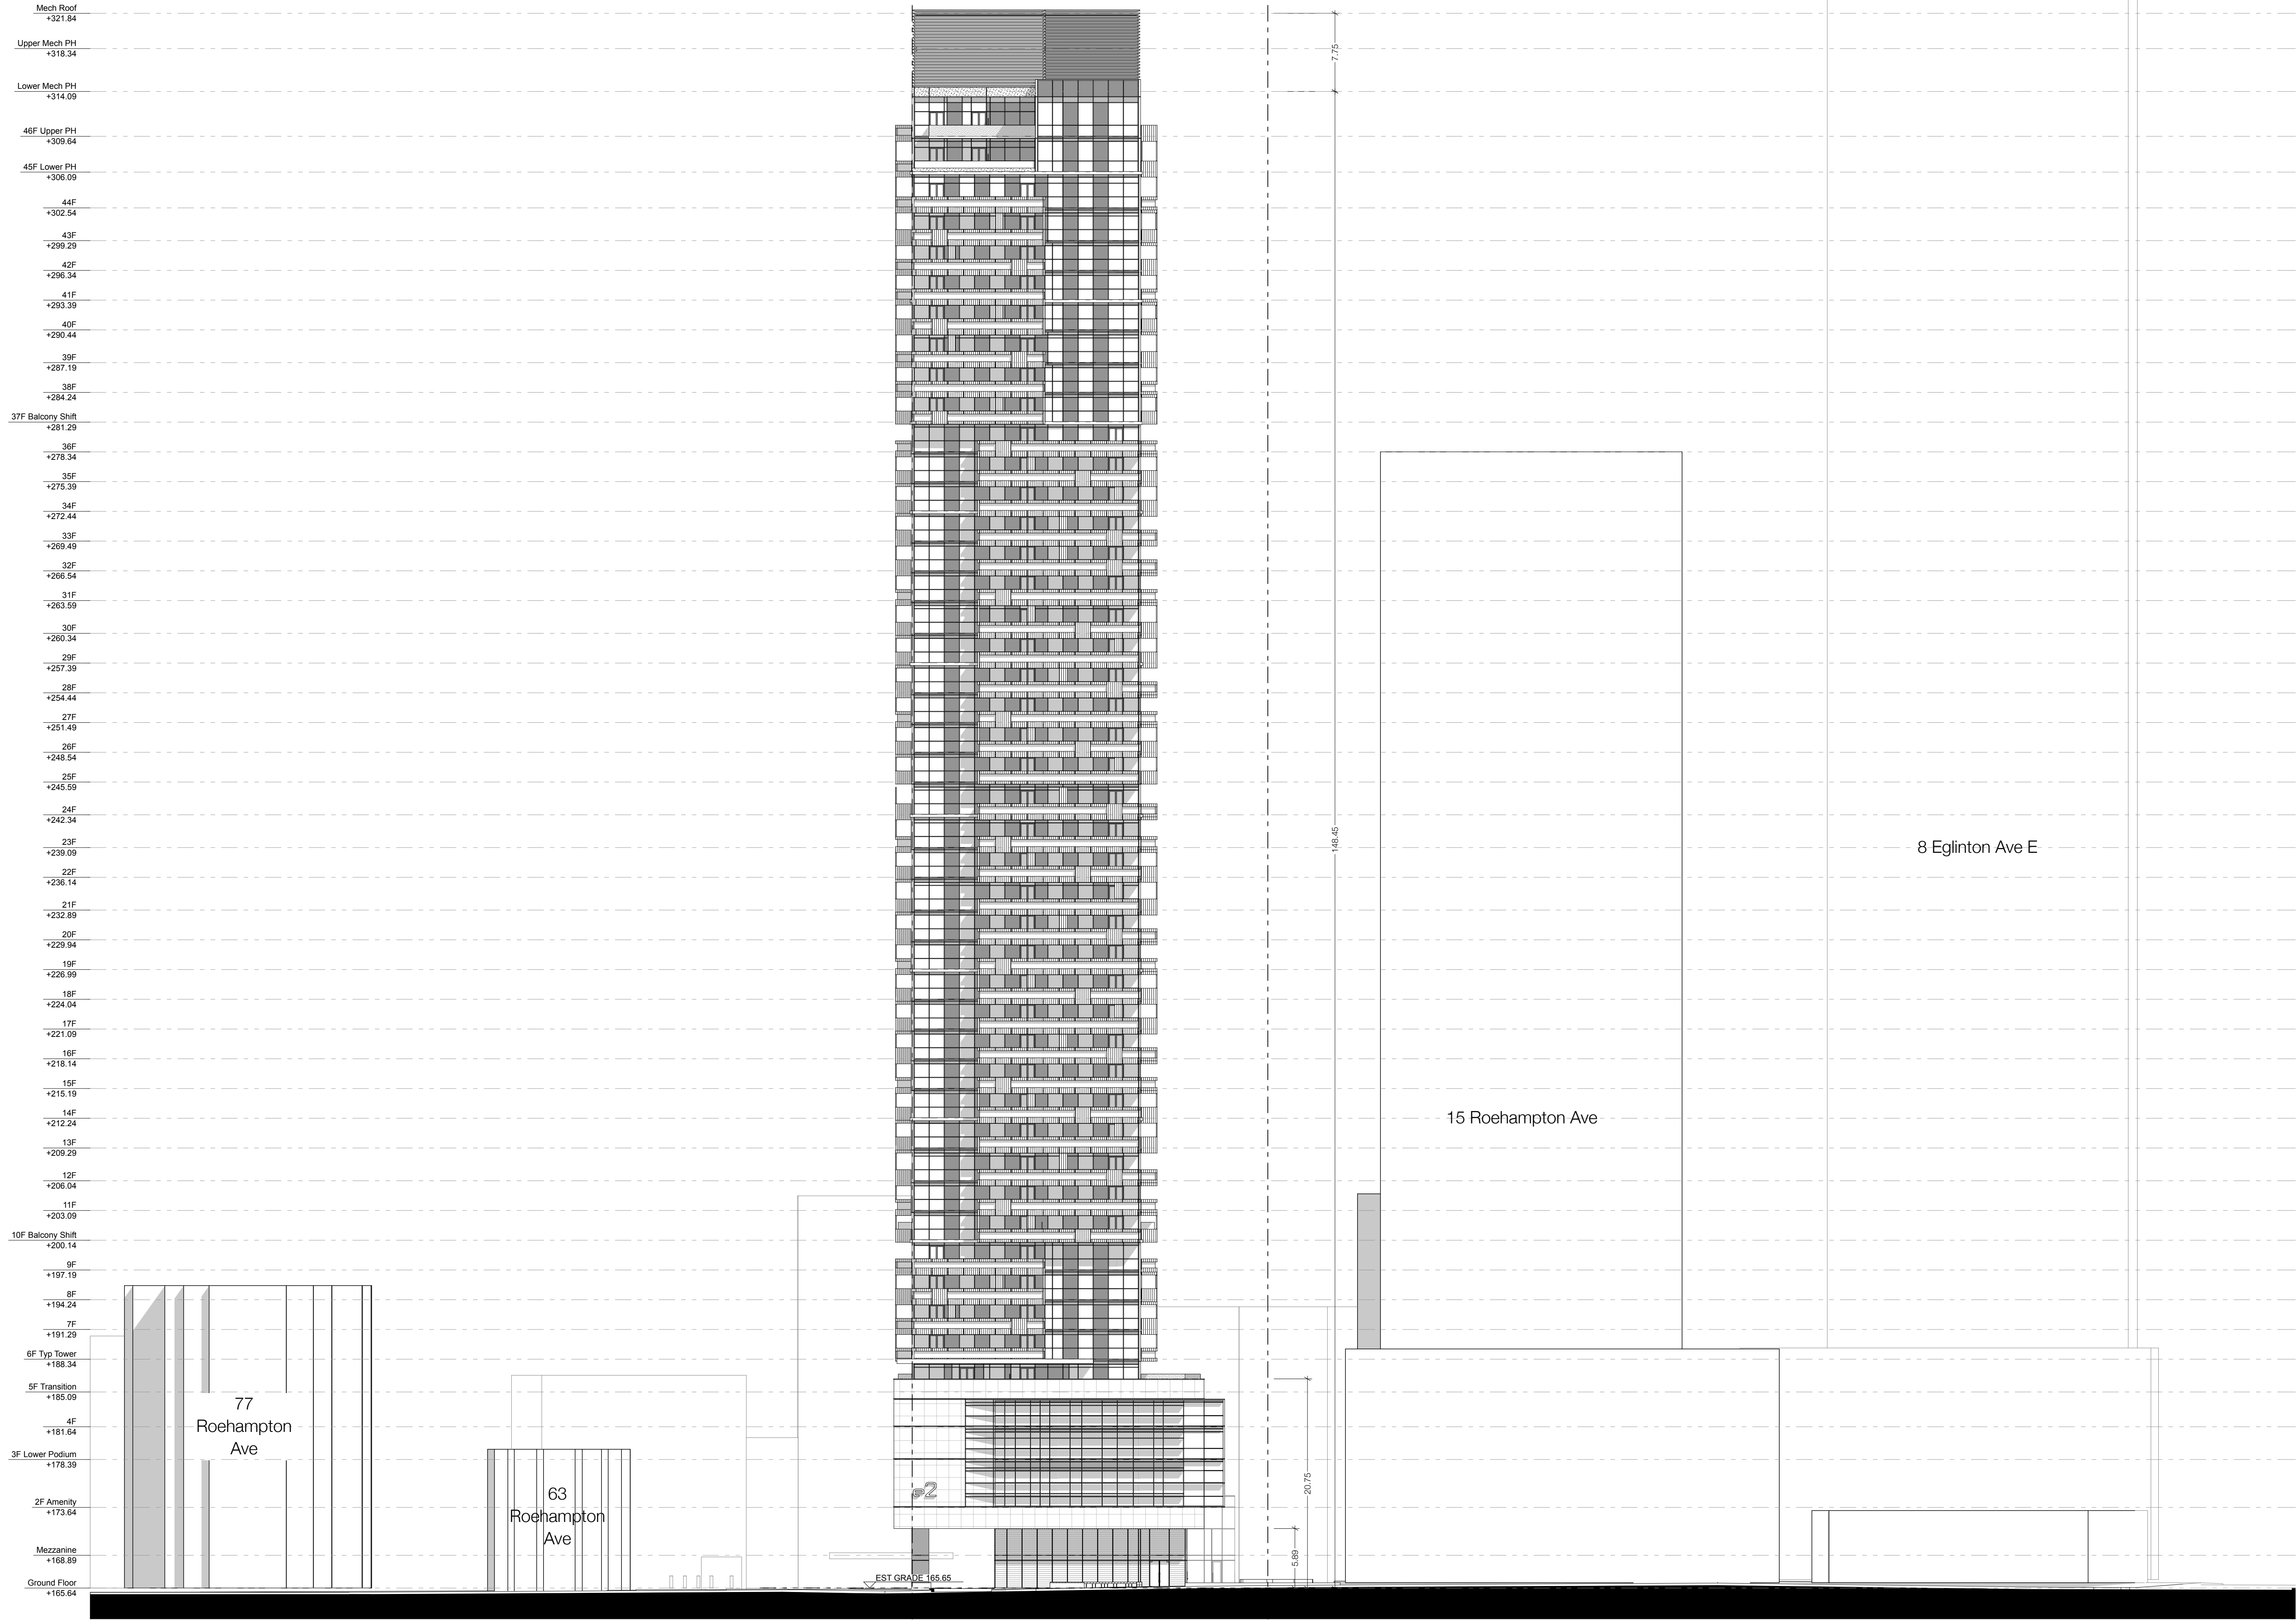 Mech Roof
+321.84
Upper Mech PH
+318.34
Lower Mech PH
+314.09
46F Upper PH
+309.64
45F Lower PH
+306.09
44F
+302.54
43F
+299.29
42F
+296.34
41F
+293.39
40F
+290.44
39F
+287.19
38F
+284.24
37F Balcony Shift
+281.29
36F
+278.34
35F
+275.39
34F
+272.44
33F
+269.49
32F
+266.54
31F
+263.59
30F
+260.34
29F
+257.39
28F
+254.44
27F
+251.49
26F
+248.54
25F
+245.59
24F
+242.34
23F
+239.09
22F
+236.14
21F
+232.89
20F
+229.94
19F
+226.99
18F
+224.04
17F
+221.09
16F
+218.14
15F
+215.19
14F
+212.24
13F
+209.29
12F
+206.04
11F
+203.09
10F Balcony Shift
+200.14
9F
+197.19
8F
+194.24
7F
+191.29
6F Typ Tower
+188.34
5F Transition
+185.09
4F
+181.64
3F Lower Podium
+178.39
2F Amenity
+173.64
Mezzanine
+168.89
Ground Floor
+165.64
77
Roehampton
Ave
63
Roehampton
Ave
e2
EST GRADE 165.65
7.75
148.45
20.75
5.89
15 Roehampton Ave
8 Eglinton Ave E